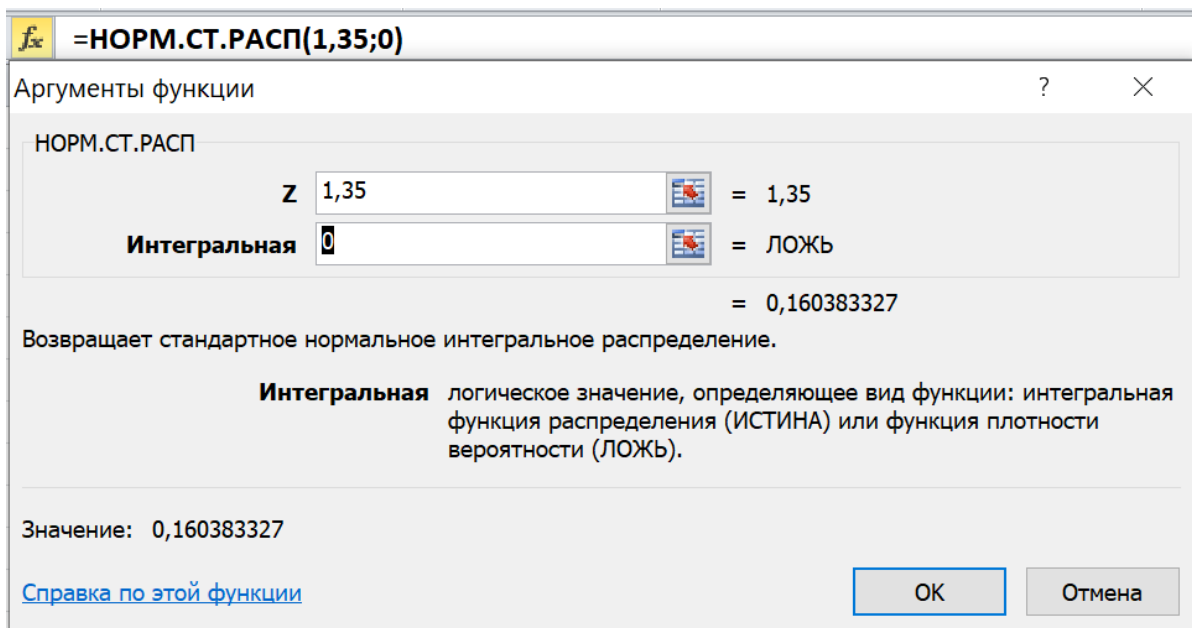 fx =НОРМ.СТ.РАСП(1,35;0)
Аргументы функции ?
НОРМ.СТ.РАСП
Z 1,35 = 1,35
Интегральная 0 = ЛОЖЬ
= 0,160383327
Возвращает стандартное нормальное интегральное распределение.
Интегральная логическое значение, определяющее вид функции: интегральная
функция распределения (ИСТИНА) или функция плотности
вероятности (ЛОЖЬ).
Значение: 0,160383327
Справка по этой функции ОК Отмена